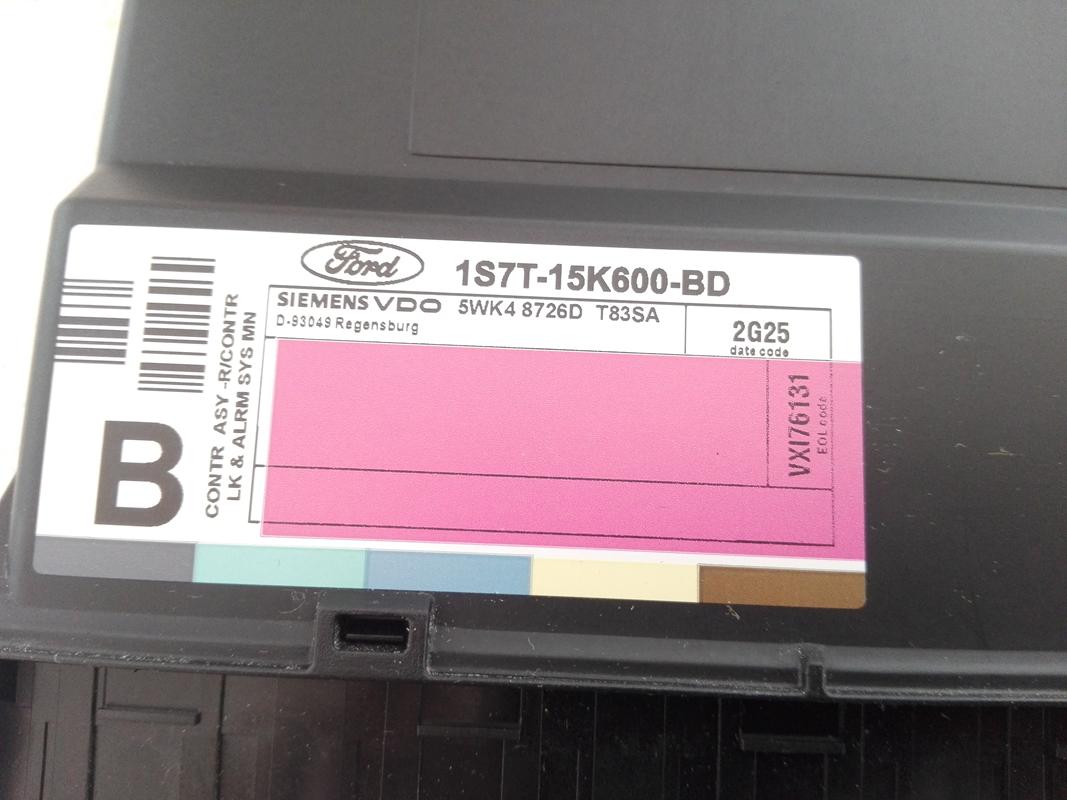 Ford
1S7T-15K600-BD
SIEMENS VDO 5WK4 8726D T83SA
D-93049 Regensburg
2G25
date code
VXI76131
EOL code
CONTR ASY -R/CONTR
LK & ALRM SYS MN
B